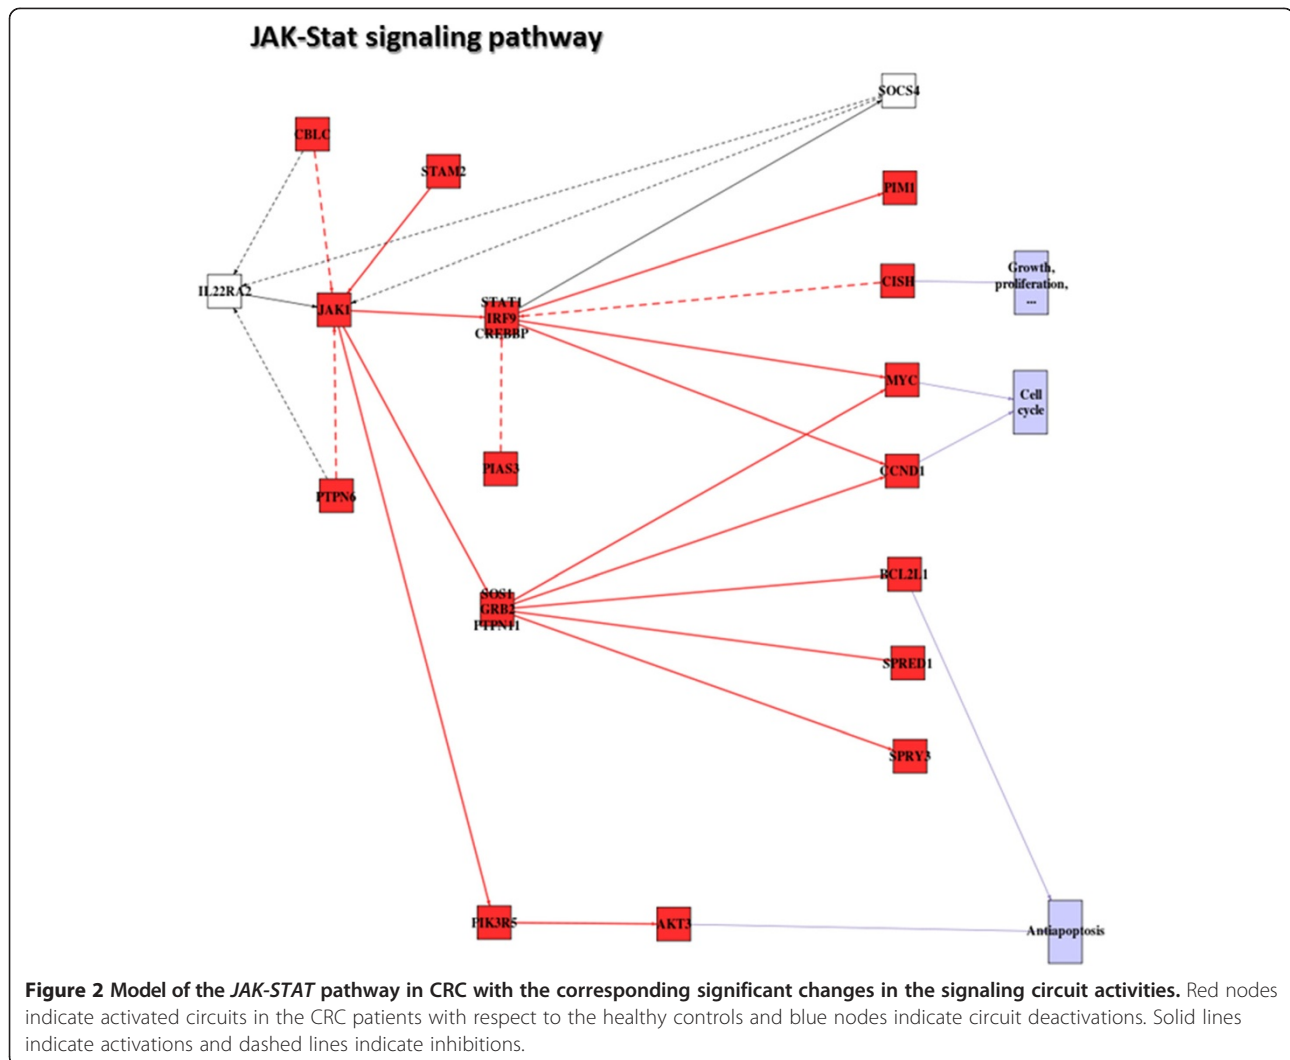 JAK-Stat signaling pathway
SOCS4
CBLC
STAM2
PIM1
IL22RA2
JAK1
STAT1
IRF9
CREBBP
CISH
Growth,
proliferation,
...
MYC
Cell
cycle
PIAS3
CCND1
PTPN6
BCL2L1
SOS1
GRB2
PTPN11
SPRED1
SPRY3
PIK3R5
AKT3
Antiapoptosis
Figure 2 Model of the JAK-STAT pathway in CRC with the corresponding significant changes in the signaling circuit activities. Red nodes
indicate activated circuits in the CRC patients with respect to the healthy controls and blue nodes indicate circuit deactivations. Solid lines
indicate activations and dashed lines indicate inhibitions.